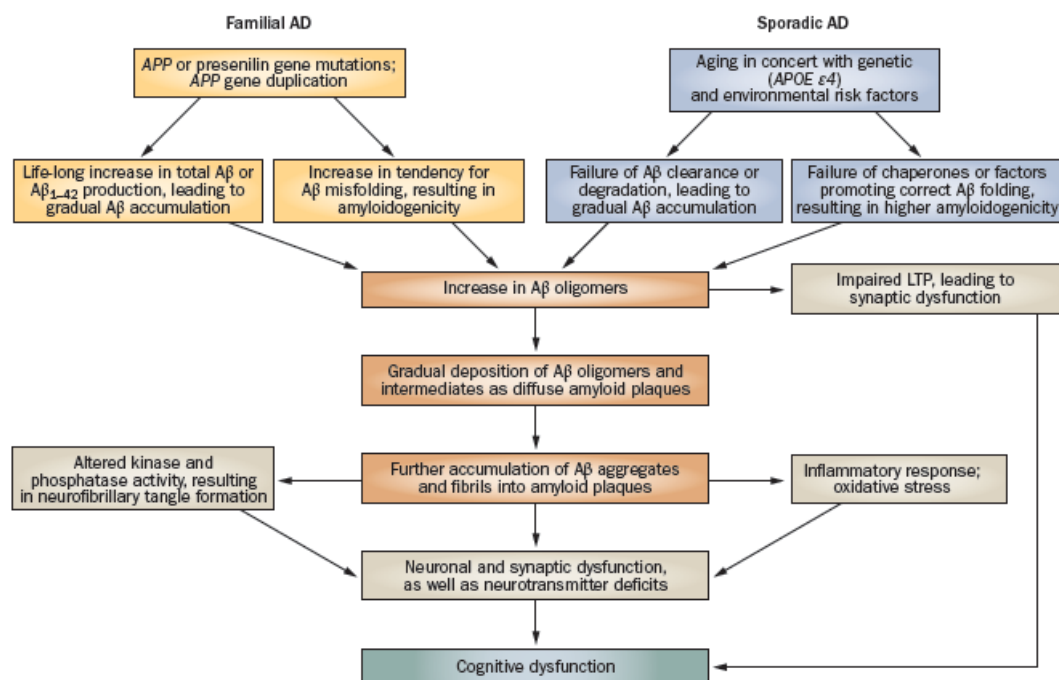 Familial AD
Sporadic AD
APP or presenilin gene mutations;
APP gene duplication
Aging in concert with genetic
(APOE ε4)
and environmental risk factors
Life-long increase in total Aβ or
Aβ₁–₄₂ production, leading to
gradual Aβ accumulation
Increase in tendency for
Aβ misfolding, resulting in
amyloidogenicity
Failure of Aβ clearance or
degradation, leading to
gradual Aβ accumulation
Failure of chaperones or factors
promoting correct Aβ folding,
resulting in higher amyloidogenicity
Increase in Aβ oligomers
Impaired LTP, leading to
synaptic dysfunction
Gradual deposition of Aβ oligomers and
intermediates as diffuse amyloid plaques
Altered kinase and
phosphatase activity, resulting
in neurofibrillary tangle formation
Further accumulation of Aβ aggregates
and fibrils into amyloid plaques
Inflammatory response;
oxidative stress
Neuronal and synaptic dysfunction,
as well as neurotransmitter deficits
Cognitive dysfunction